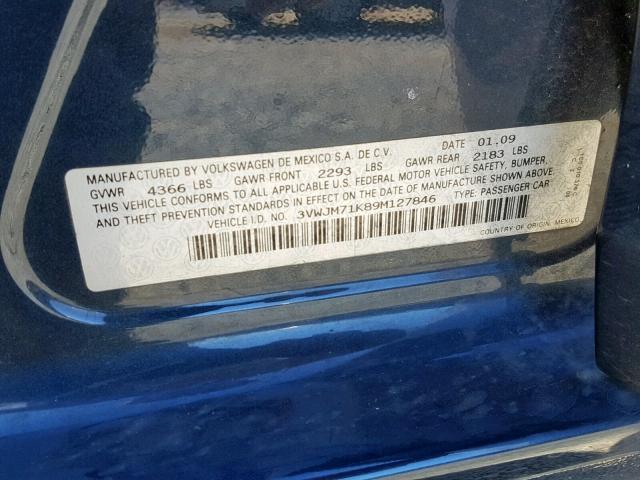 MANUFACTURED BY VOLKSWAGEN DE MEXICO S.A. DE C.V. DATE 01.09
GVWR 4366 LBS GAWR FRONT 2293 LBS GAWR REAR 2183 LBS
THIS VEHICLE CONFORMS TO ALL APPLICABLE U.S. FEDERAL MOTOR VEHICLE SAFETY, BUMPER,
AND THEFT PREVENTION STANDARDS IN EFFECT ON THE DATE OF MANUFACTURE SHOWN ABOVE.
VEHICLE I.D. NO. 3VWJM71K89M127846 TYPE: PASSENGER CAR
COUNTRY OF ORIGIN: MEXICO